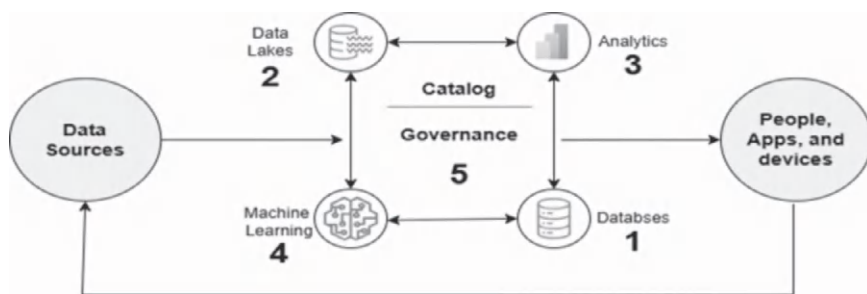 Data
Lakes
2
Analytics
3
Catalog
Governance
5
Data
Sources
People,
Apps, and
devices
Machine
Learning
4
Databses
1